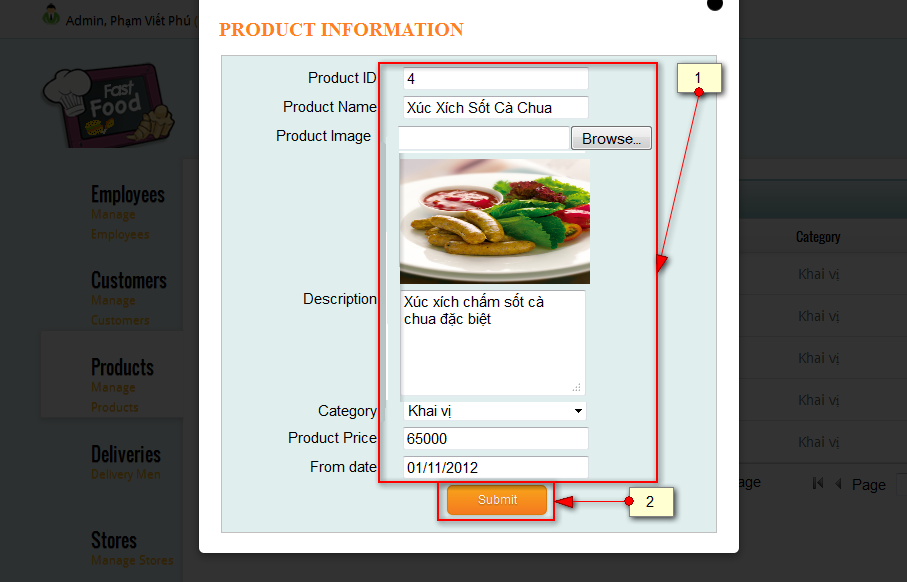 Admin, Phạm Viết Phú
PRODUCT INFORMATION
Fast
Food
Product ID
4
1
Product Name
Xúc Xích Sốt Cà Chua
Product Image
Browse...
Employees
Manage
Employees
Category
Customers
Manage
Customers
Khai vị
Khai vị
Khai vị
Khai vị
Khai vị
Description
Xúc xích chấm sốt cà
chua đặc biệt
Products
Manage
Products
Category
Khai vị
Product Price
65000
Deliveries
Delivery Men
From date
01/11/2012
Page
Submit
2
Stores
Manage Stores